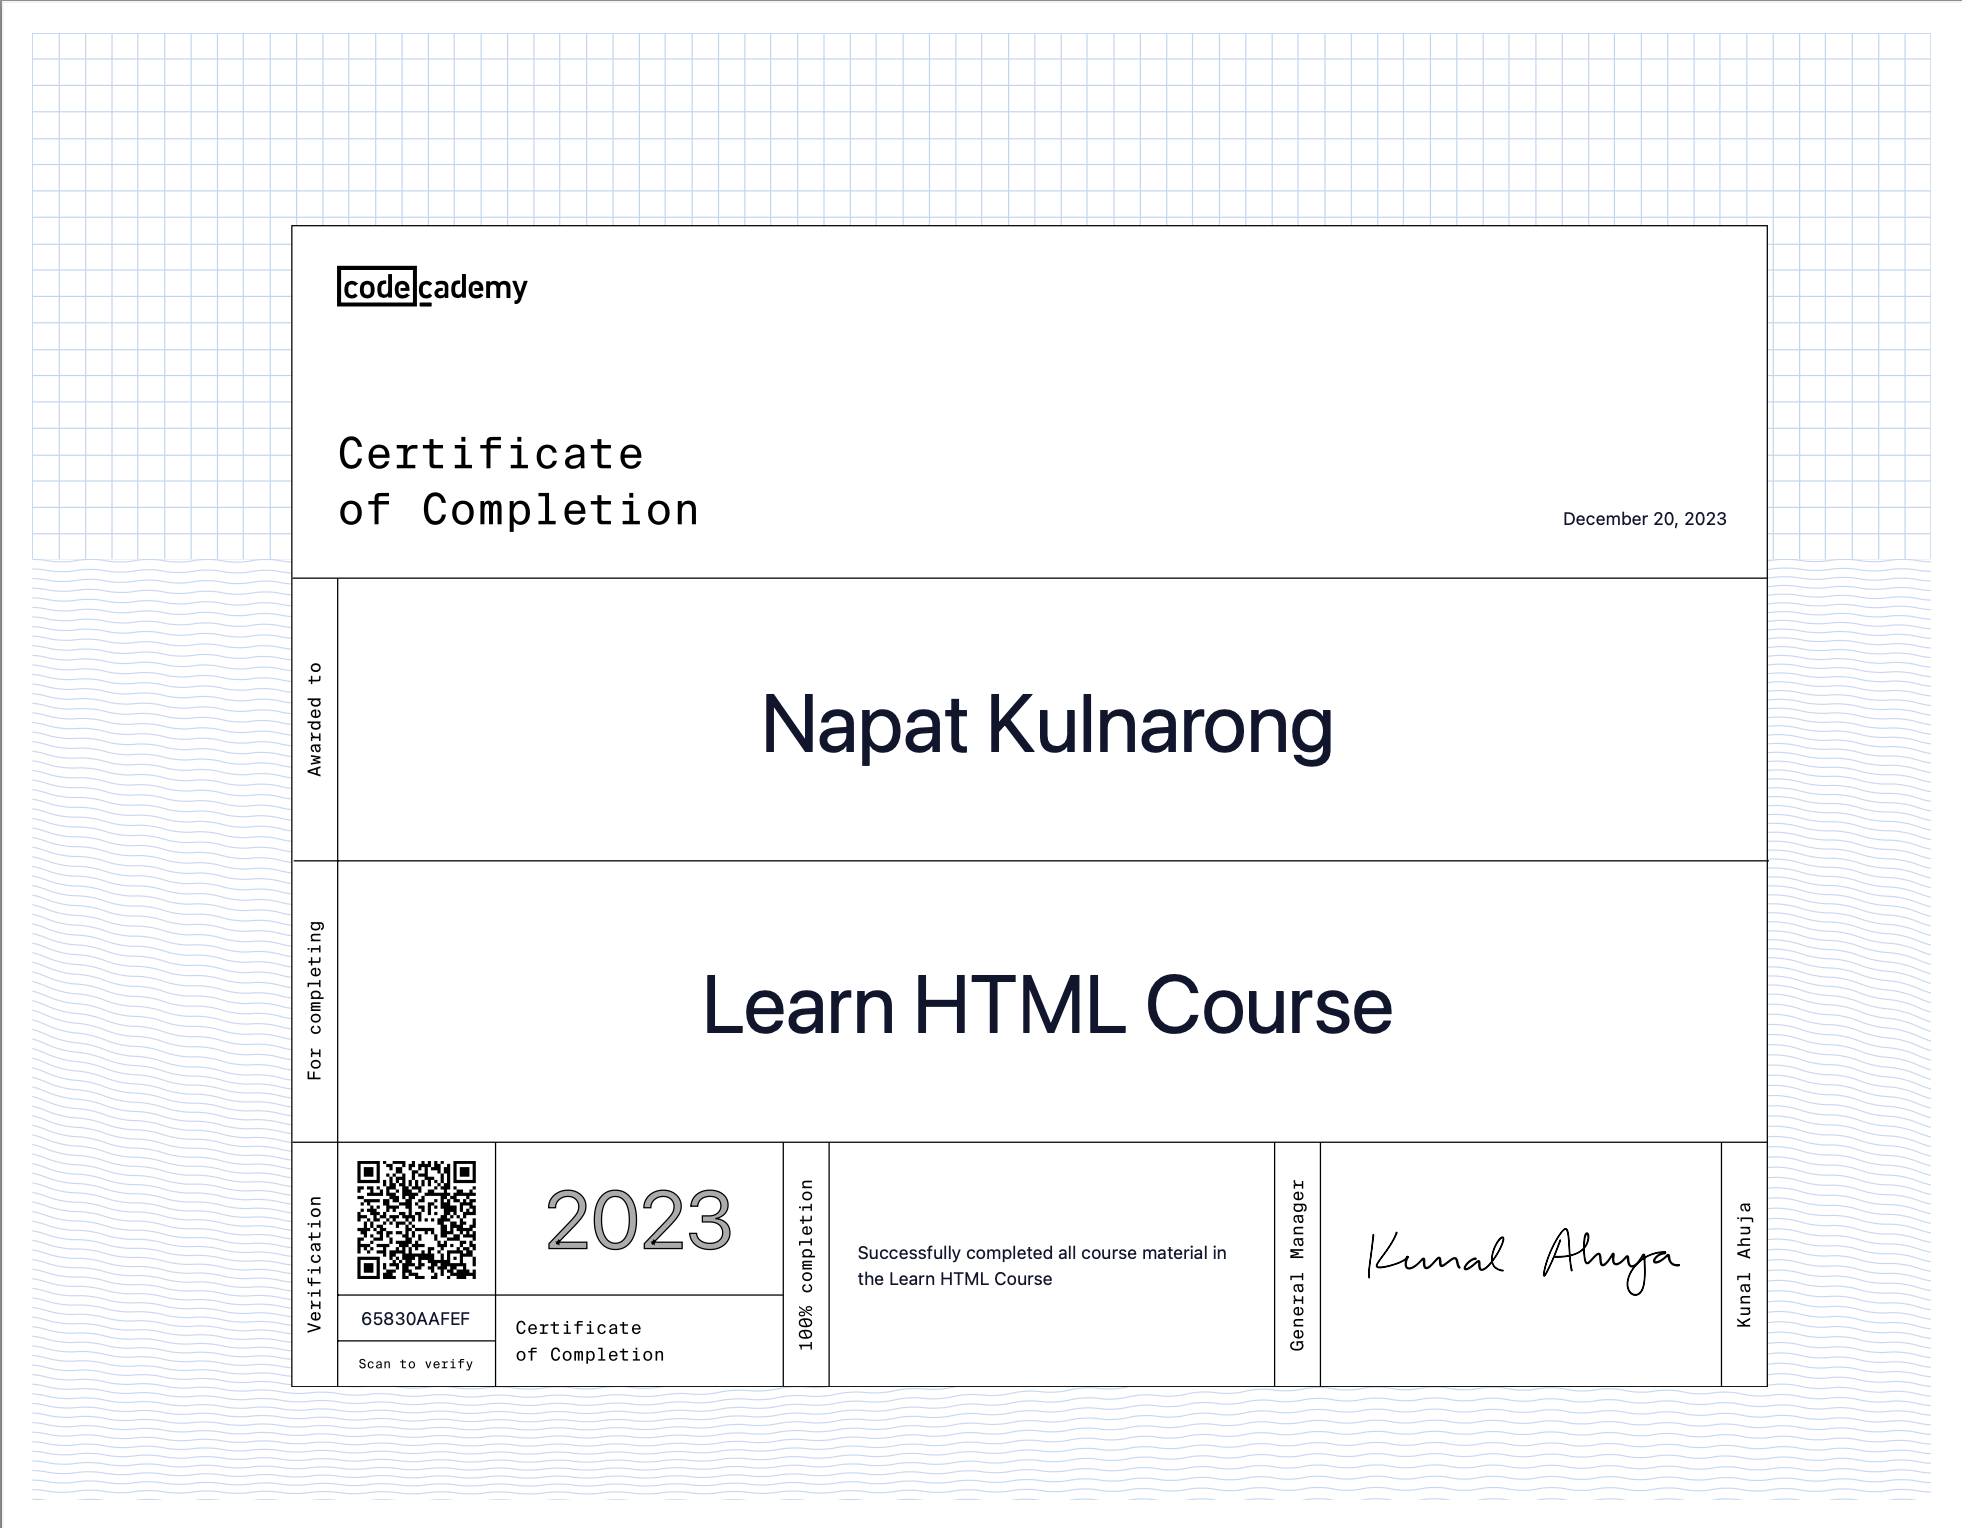 codecademy
Certificate
of Completion
December 20, 2023
Awarded to
Napat Kulnarong
For completing
Learn HTML Course
Verification
65830AAFEF
Scan to verify
2023
Certificate
of Completion
100% completion
Successfully completed all course material in
the Learn HTML Course
General Manager
Kunal Ahuja
Kunal Ahuja